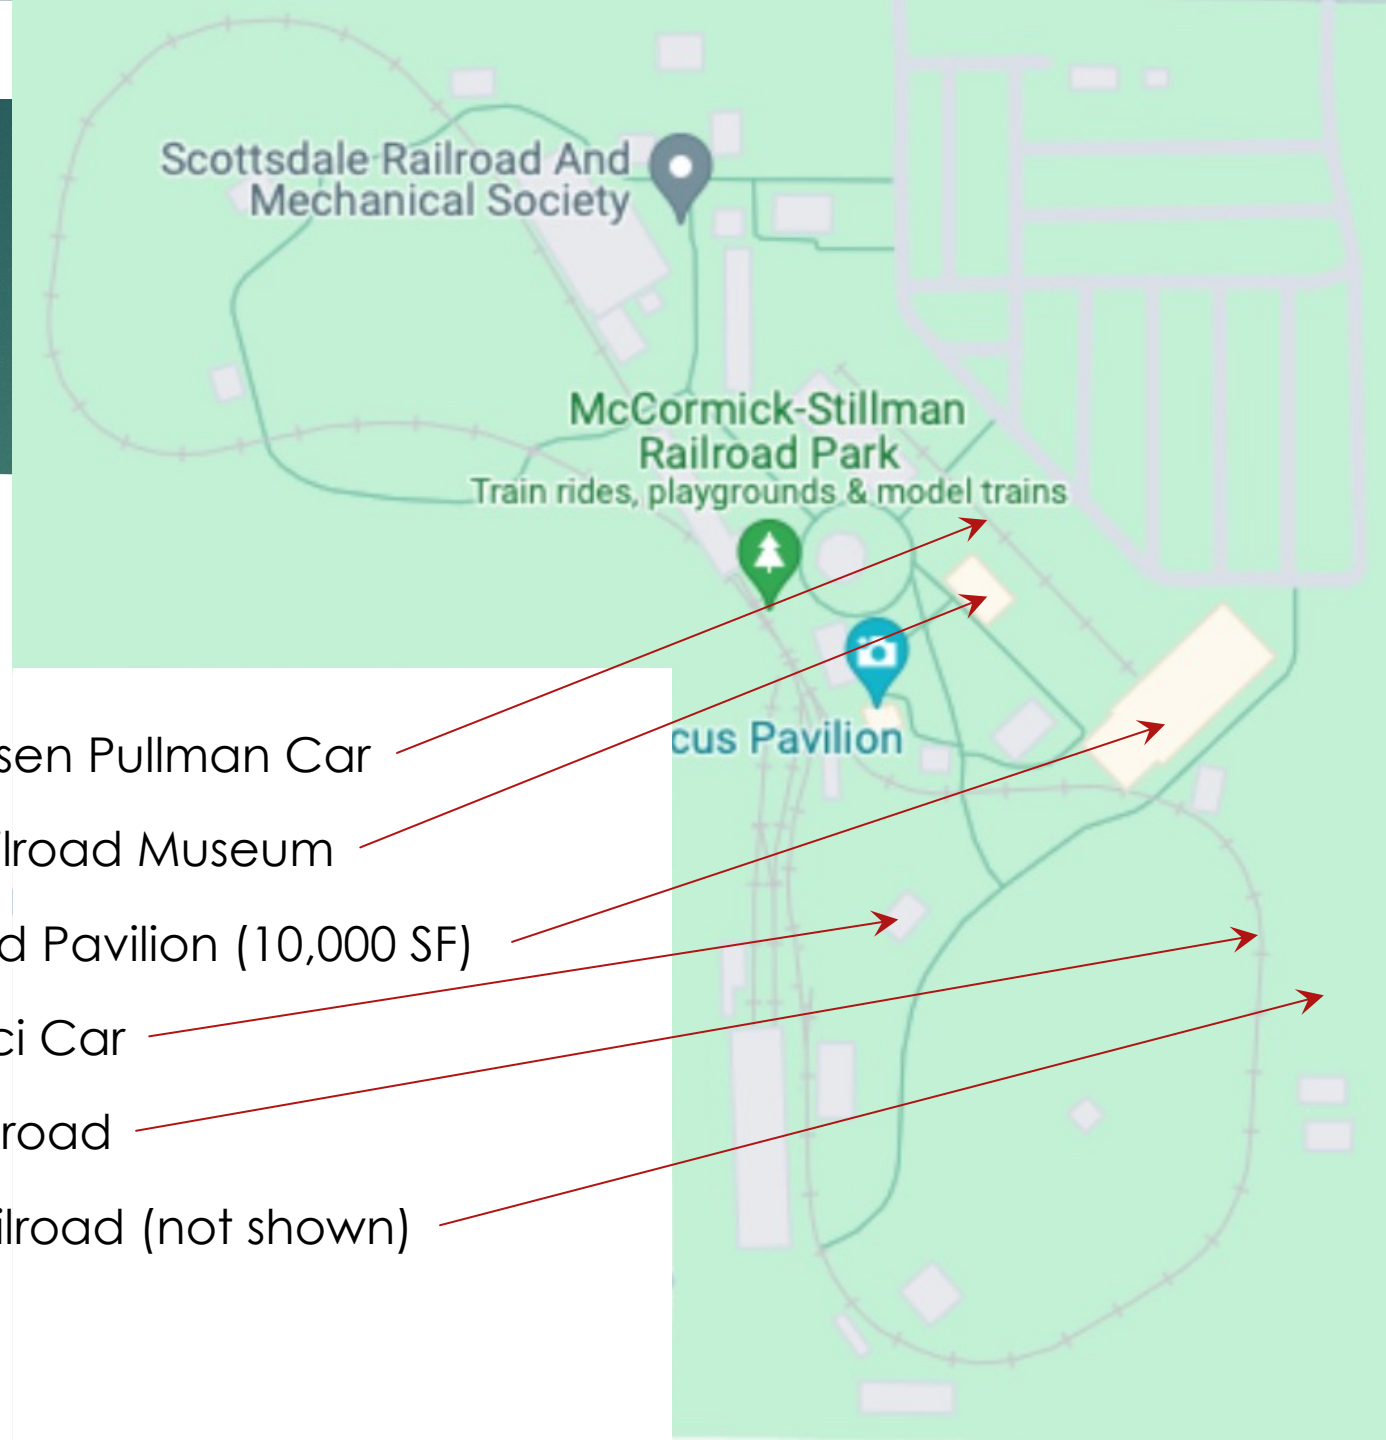 Scottsdale Railroad And
Mechanical Society
McCormick-Stillman
Railroad Park
Train rides, playgrounds & model trains
cus Pavilion
sen Pullman Car
lroad Museum
d Pavilion (10,000 SF)
ci Car
road
ilroad (not shown)